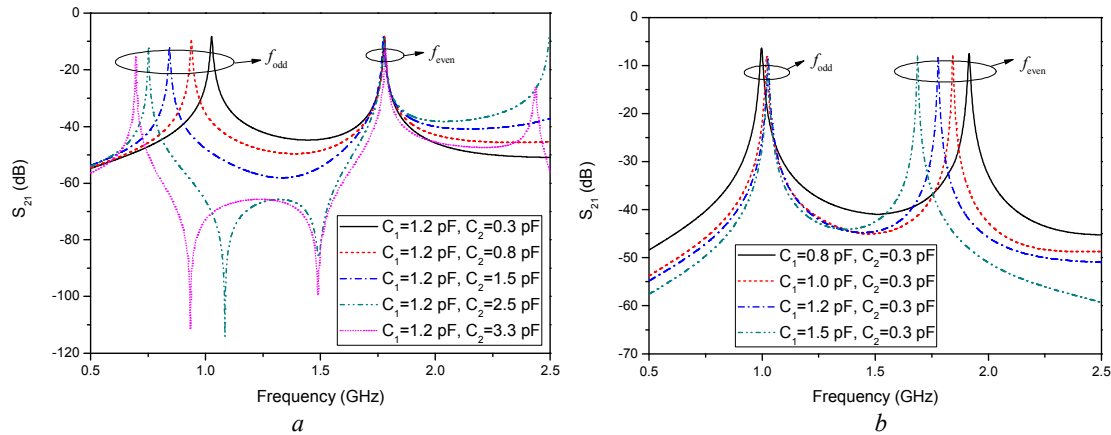 0
-20
-40
-60
-80
-100
-120
S21 (dB)
fodd
feven
C1=1.2 pF, C2=0.3 pF
C1=1.2 pF, C2=0.8 pF
C1=1.2 pF, C2=1.5 pF
C1=1.2 pF, C2=2.5 pF
C1=1.2 pF, C2=3.3 pF
0.5 1.0 1.5 2.0 2.5
Frequency (GHz)
a
0
-10
-20
-30
-40
-50
-60
-70
S21 (dB)
fodd
feven
C1=0.8 pF, C2=0.3 pF
C1=1.0 pF, C2=0.3 pF
C1=1.2 pF, C2=0.3 pF
C1=1.5 pF, C2=0.3 pF
0.5 1.0 1.5 2.0 2.5
Frequency (GHz)
b